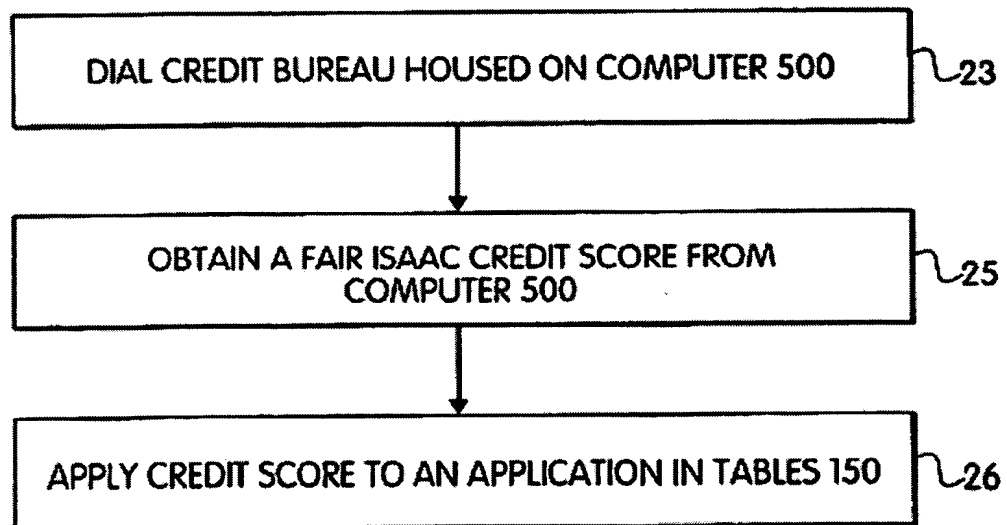 DIAL CREDIT BUREAU HOUSED ON COMPUTER 500
23
OBTAIN A FAIR ISAAC CREDIT SCORE FROM
COMPUTER 500
25
APPLY CREDIT SCORE TO AN APPLICATION IN TABLES 150
26